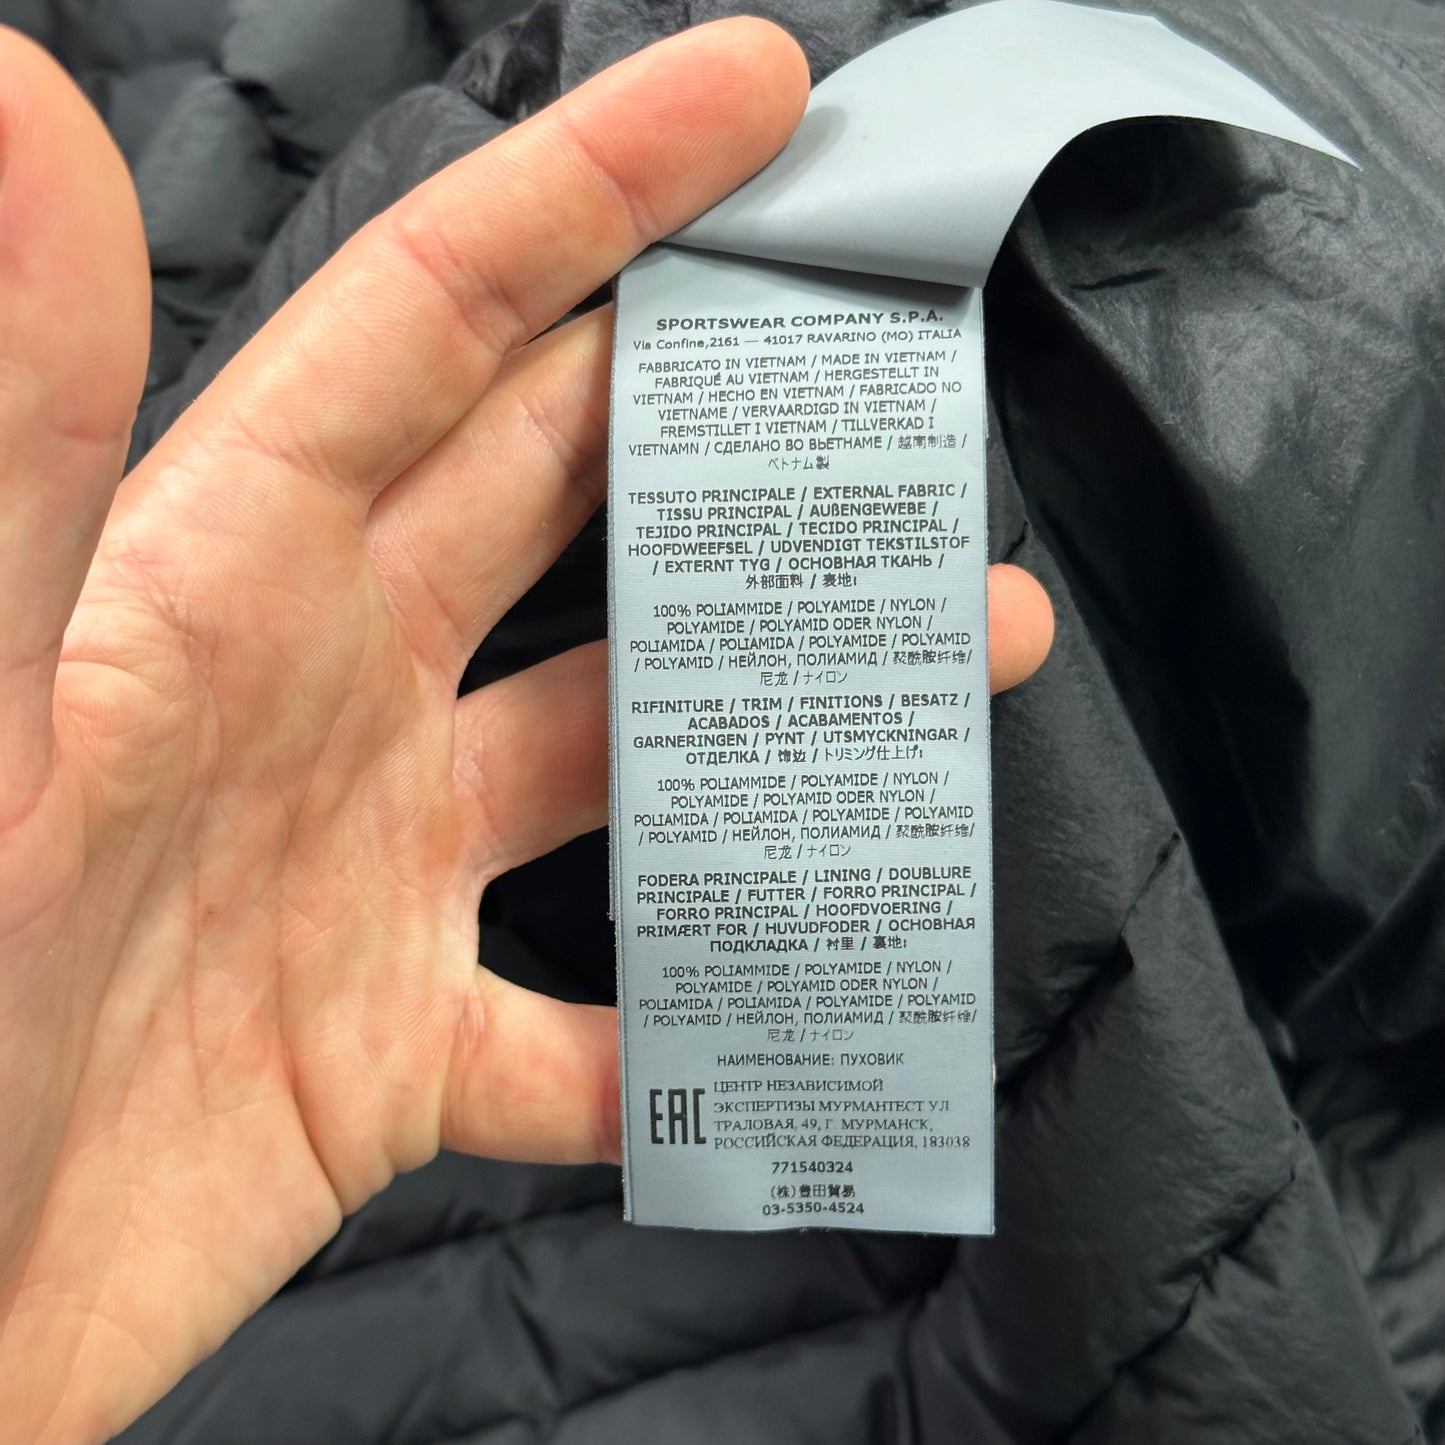 SPORTSWEAR COMPANY S.P.A.
Via Confine,2161 — 41017 RAVARINO (MO) ITALIA
FABBRICATO IN VIETNAM / MADE IN VIETNAM /
FABRIQUÉ AU VIETNAM / HERGESTELLT IN
VIETNAM / HECHO EN VIETNAM / FABRICADO NO
VIETNAME / VERVAARDIGD IN VIETNAM /
FREMSTILLET I VIETNAM / TILLVERKAD I
VIETNAMN / СДЕЛАНО ВО ВЬЕТНАМЕ / 越南制造 /
ベトナム製
TESSUTO PRINCIPALE / EXTERNAL FABRIC /
TISSU PRINCIPAL / AUßENGEWEBE /
TEJIDO PRINCIPAL / TECIDO PRINCIPAL /
HOOFDWEEFSEL / UDVENDIGT TEKSTILSTOF
/ EXTERNT TYG / ОСНОВНАЯ ТКАНЬ /
外部面料 / 表地:
100% POLIAMMIDE / POLYAMIDE / NYLON /
POLYAMIDE / POLYAMID ODER NYLON /
POLIAMIDA / POLIAMIDA / POLYAMIDE / POLYAMID
/ POLYAMID / НЕЙЛОН, ПОЛИАМИД / 聚酰胺纤维/
尼龙 / ナイロン
RIFINITURE / TRIM / FINITIONS / BESATZ /
ACABADOS / ACABAMENTOS /
GARNERINGEN / PYNT / UTSMYCKNINGAR /
ОТДЕЛКА / 饰边 / トリミング仕上げ:
100% POLIAMMIDE / POLYAMIDE / NYLON /
POLYAMIDE / POLYAMID ODER NYLON /
POLIAMIDA / POLIAMIDA / POLYAMIDE / POLYAMID
/ POLYAMID / НЕЙЛОН, ПОЛИАМИД / 聚酰胺纤维/
尼龙 / ナイロン
FODERA PRINCIPALE / LINING / DOUBLURE
PRINCIPALE / FUTTER / FORRO PRINCIPAL /
FORRO PRINCIPAL / HOOFDVOERING /
PRIMÆRT FOR / HUVUDFODER / ОСНОВНАЯ
ПОДКЛАДКА / 衬里 / 裏地:
100% POLIAMMIDE / POLYAMIDE / NYLON /
POLYAMIDE / POLYAMID ODER NYLON /
POLIAMIDA / POLIAMIDA / POLYAMIDE / POLYAMID
/ POLYAMID / НЕЙЛОН, ПОЛИАМИД / 聚酰胺纤维/
尼龙 / ナイロン
НАИМЕНОВАНИЕ: ПУХОВИК
EAC ЦЕНТР НЕЗАВИСИМОЙ
ЭКСПЕРТИЗЫ МУРМАНТЕСТ УЛ
ТРАЛОВАЯ, 49, Г. МУРМАНСК,
РОССИЙСКАЯ ФЕДЕРАЦИЯ, 183038
771540324
(株)豊田貿易
03-5350-4524